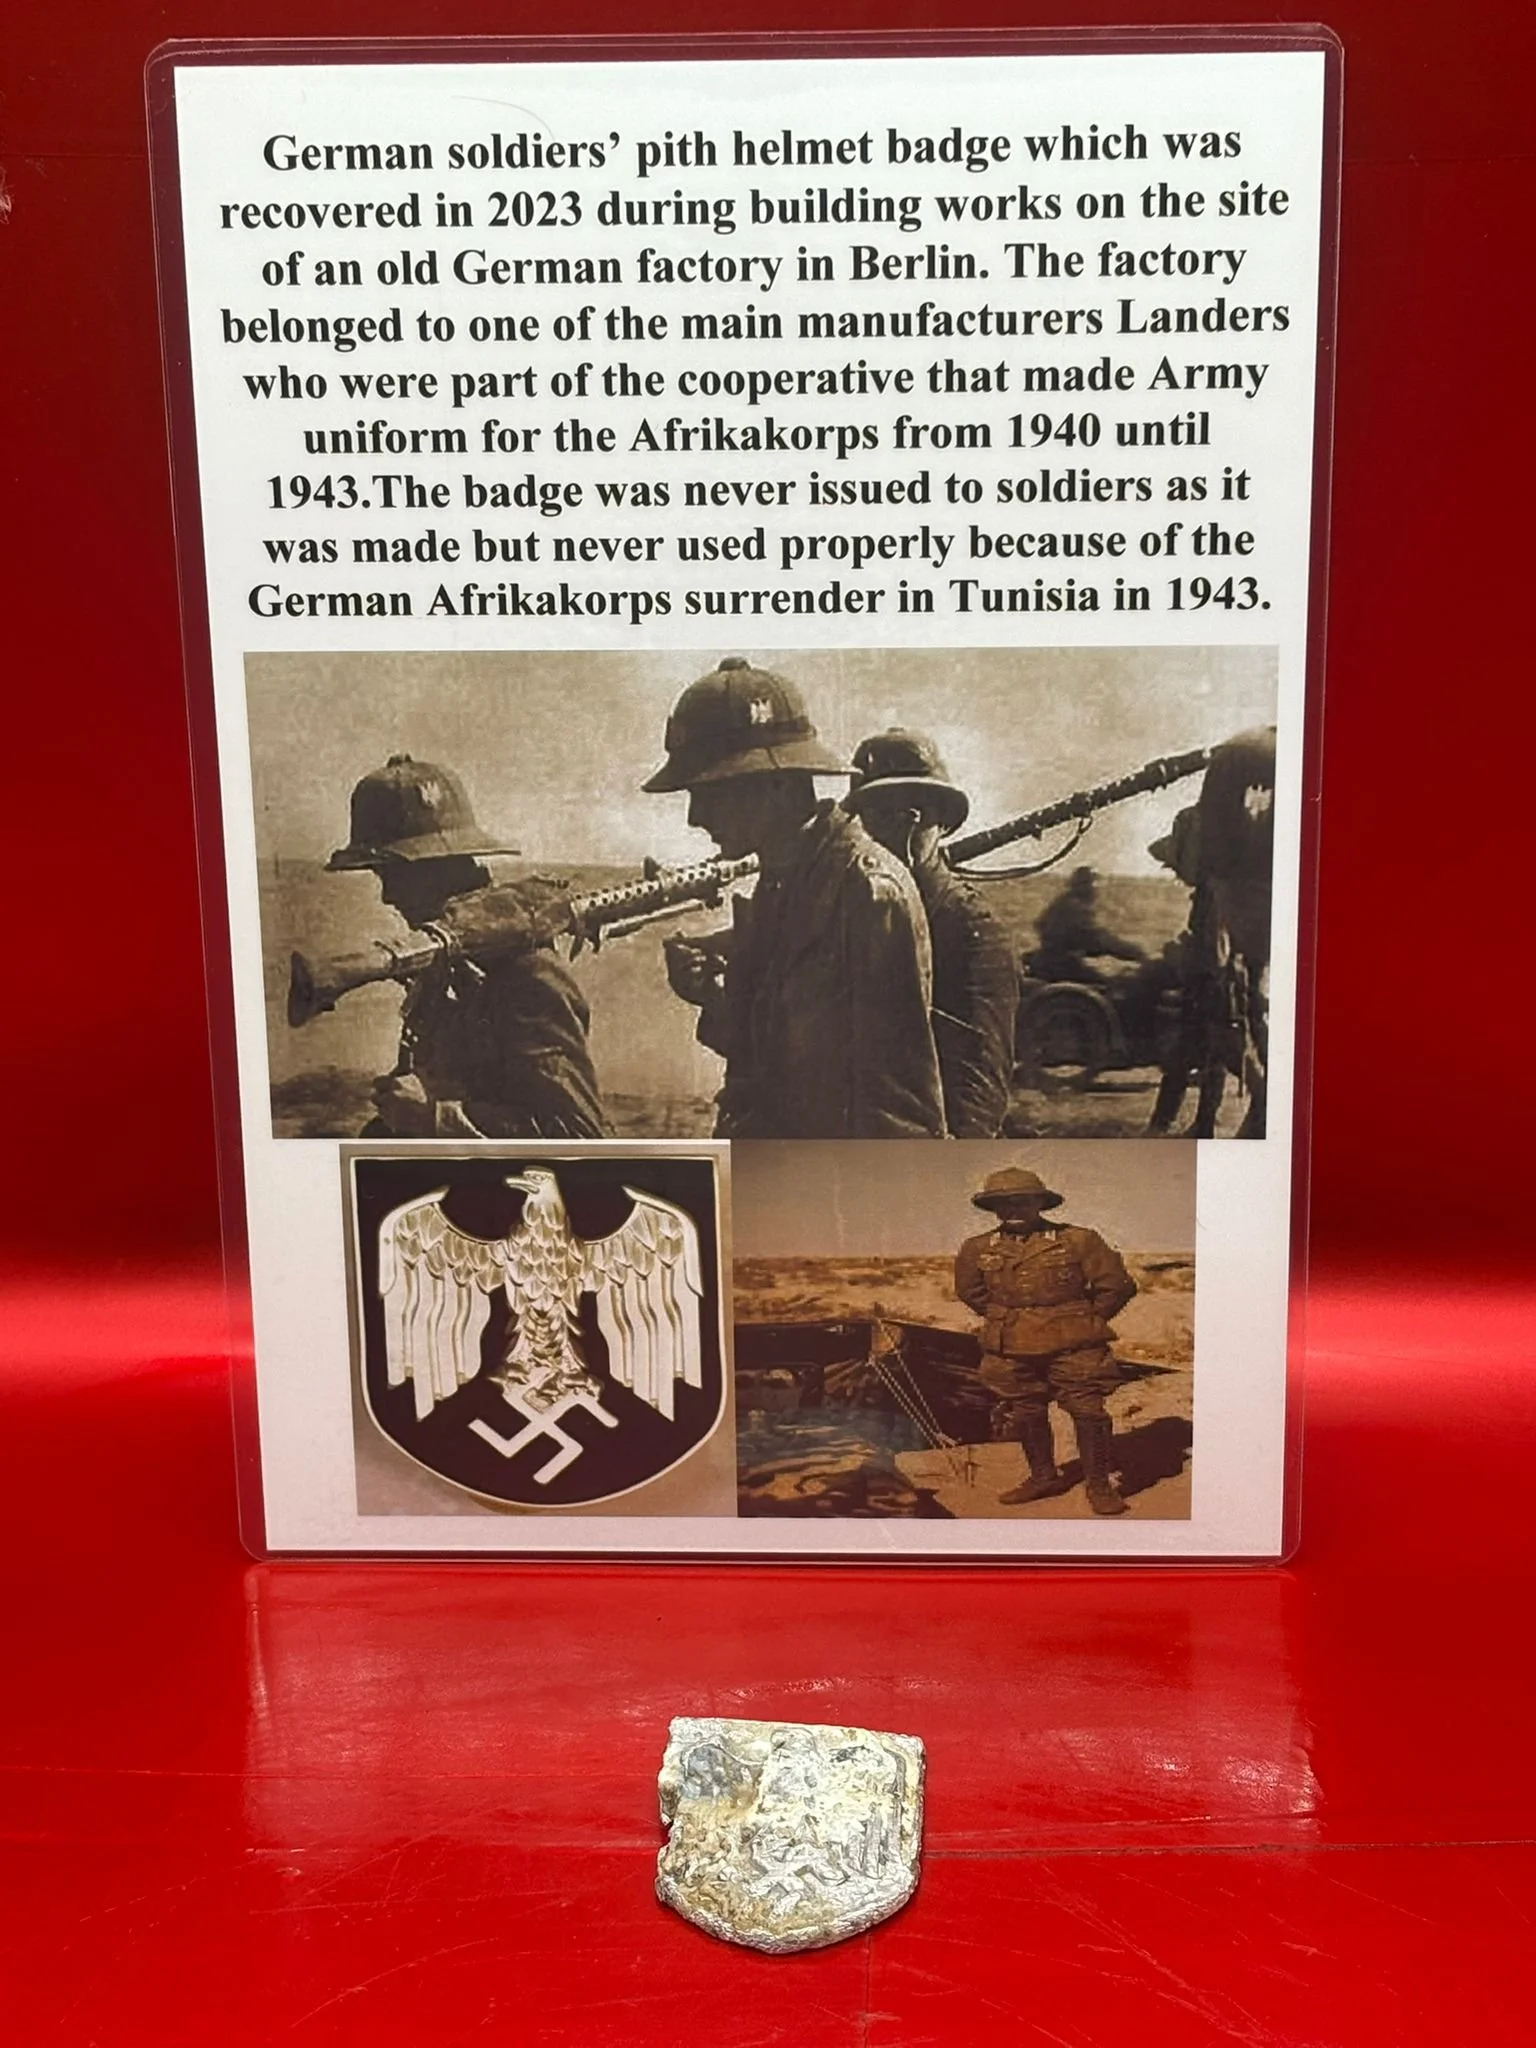 German soldiers’ pith helmet badge which was
recovered in 2023 during building works on the site
of an old German factory in Berlin. The factory
belonged to one of the main manufacturers Landers
who were part of the cooperative that made Army
uniform for the Afrikakorps from 1940 until
1943.The badge was never issued to soldiers as it
was made but never used properly because of the
German Afrikakorps surrender in Tunisia in 1943.